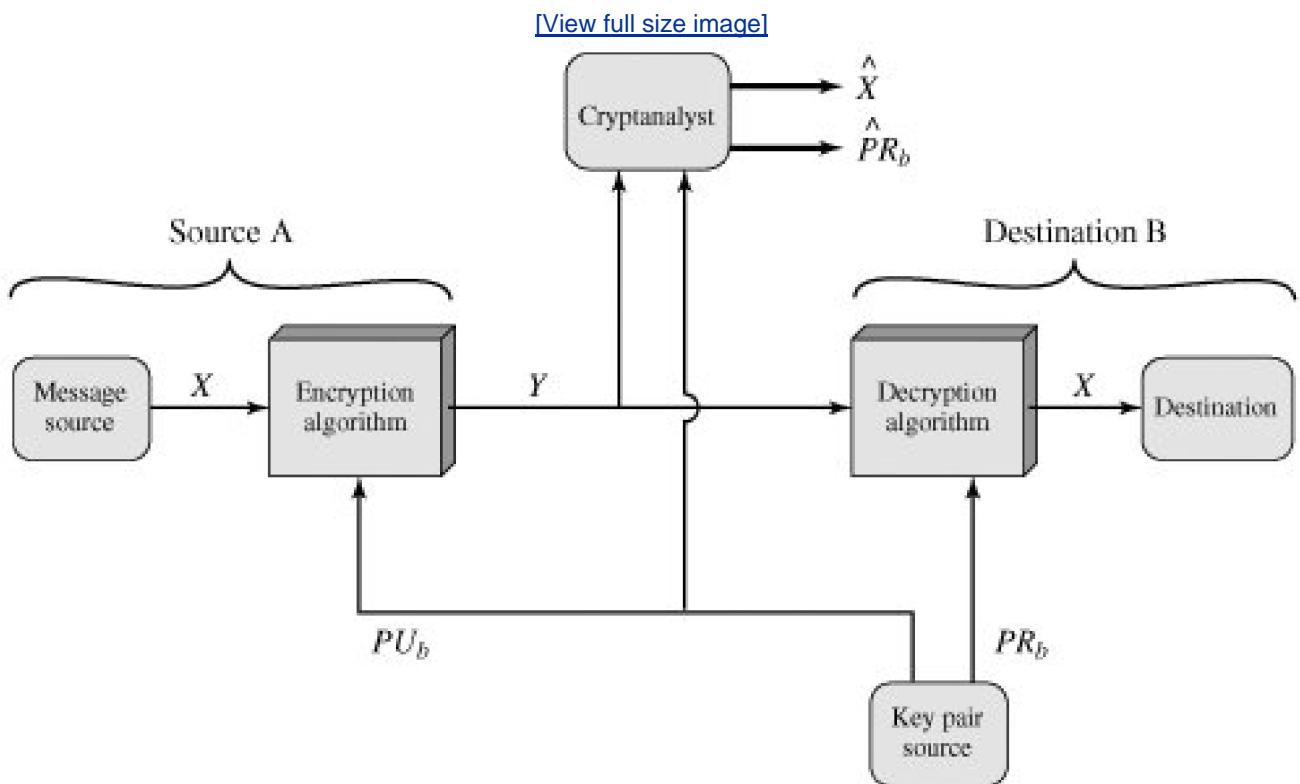 [View full size image]
X̂
Cryptanalyst
P̂R_b
Source A
Destination B
Message
source
X
Encryption
algorithm
Y
Decryption
algorithm
X
Destination
PU_b
PR_b
Key pair
source